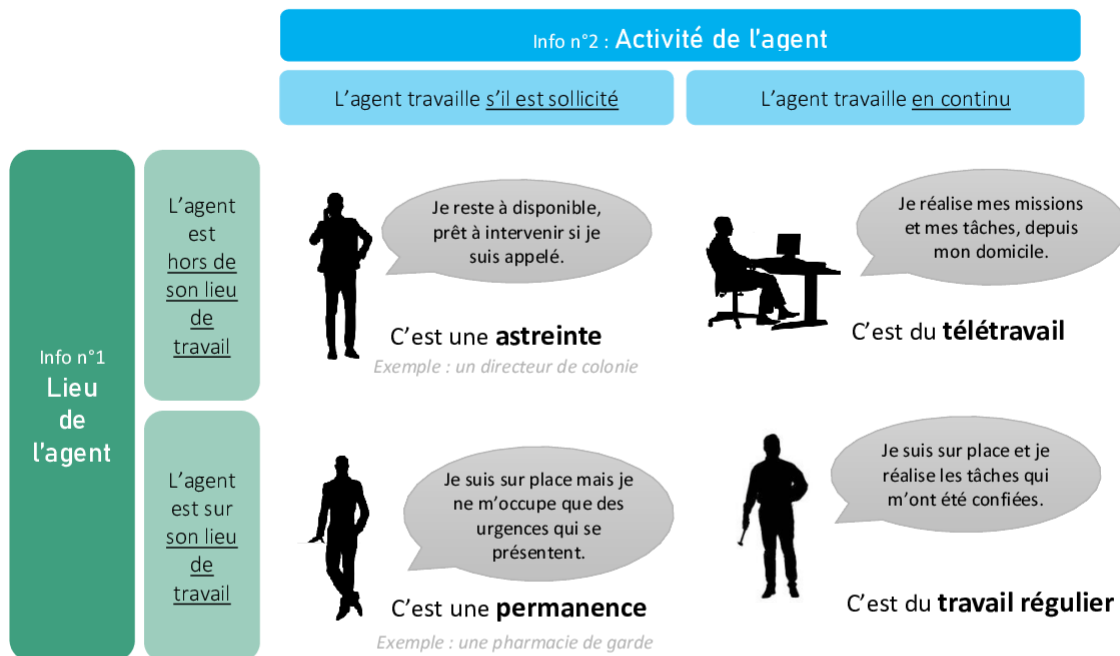 Info n°2 : Activité de l'agent
L'agent travaille s'il est sollicité
L'agent travaille en continu
Info n°1
Lieu
de
l'agent
L'agent
est
hors de
son lieu
de
travail
Je reste à disponible,
prêt à intervenir si je
suis appelé.
C'est une astreinte
Exemple : un directeur de colonie
Je réalise mes missions
et mes tâches, depuis
mon domicile.
C'est du télétravail
L'agent
est sur
son lieu
de
travail
Je suis sur place mais je
ne m'occupe que des
urgences qui se
présentent.
C'est une permanence
Exemple : une pharmacie de garde
Je suis sur place et je
réalise les tâches qui
m'ont été confiées.
C'est du travail régulier